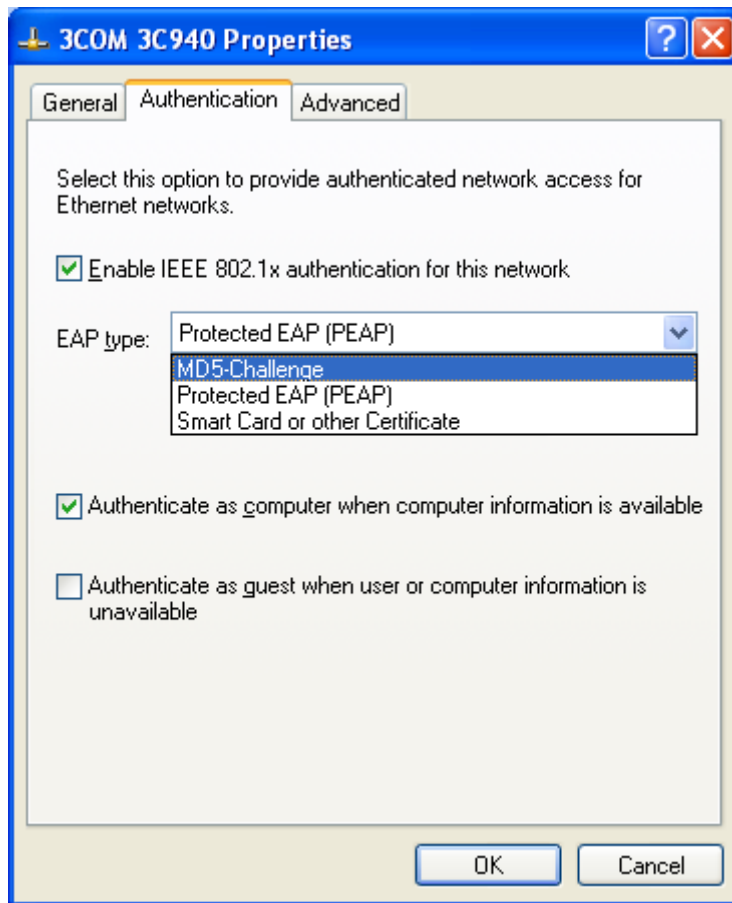 3COM 3C940 Properties
General Authentication Advanced
Select this option to provide authenticated network access for
Ethernet networks.
Enable IEEE 802.1x authentication for this network
EAP type: Protected EAP (PEAP)
MD5-Challenge
Protected EAP (PEAP)
Smart Card or other Certificate
Authenticate as computer when computer information is available
Authenticate as guest when user or computer information is
unavailable
OK Cancel